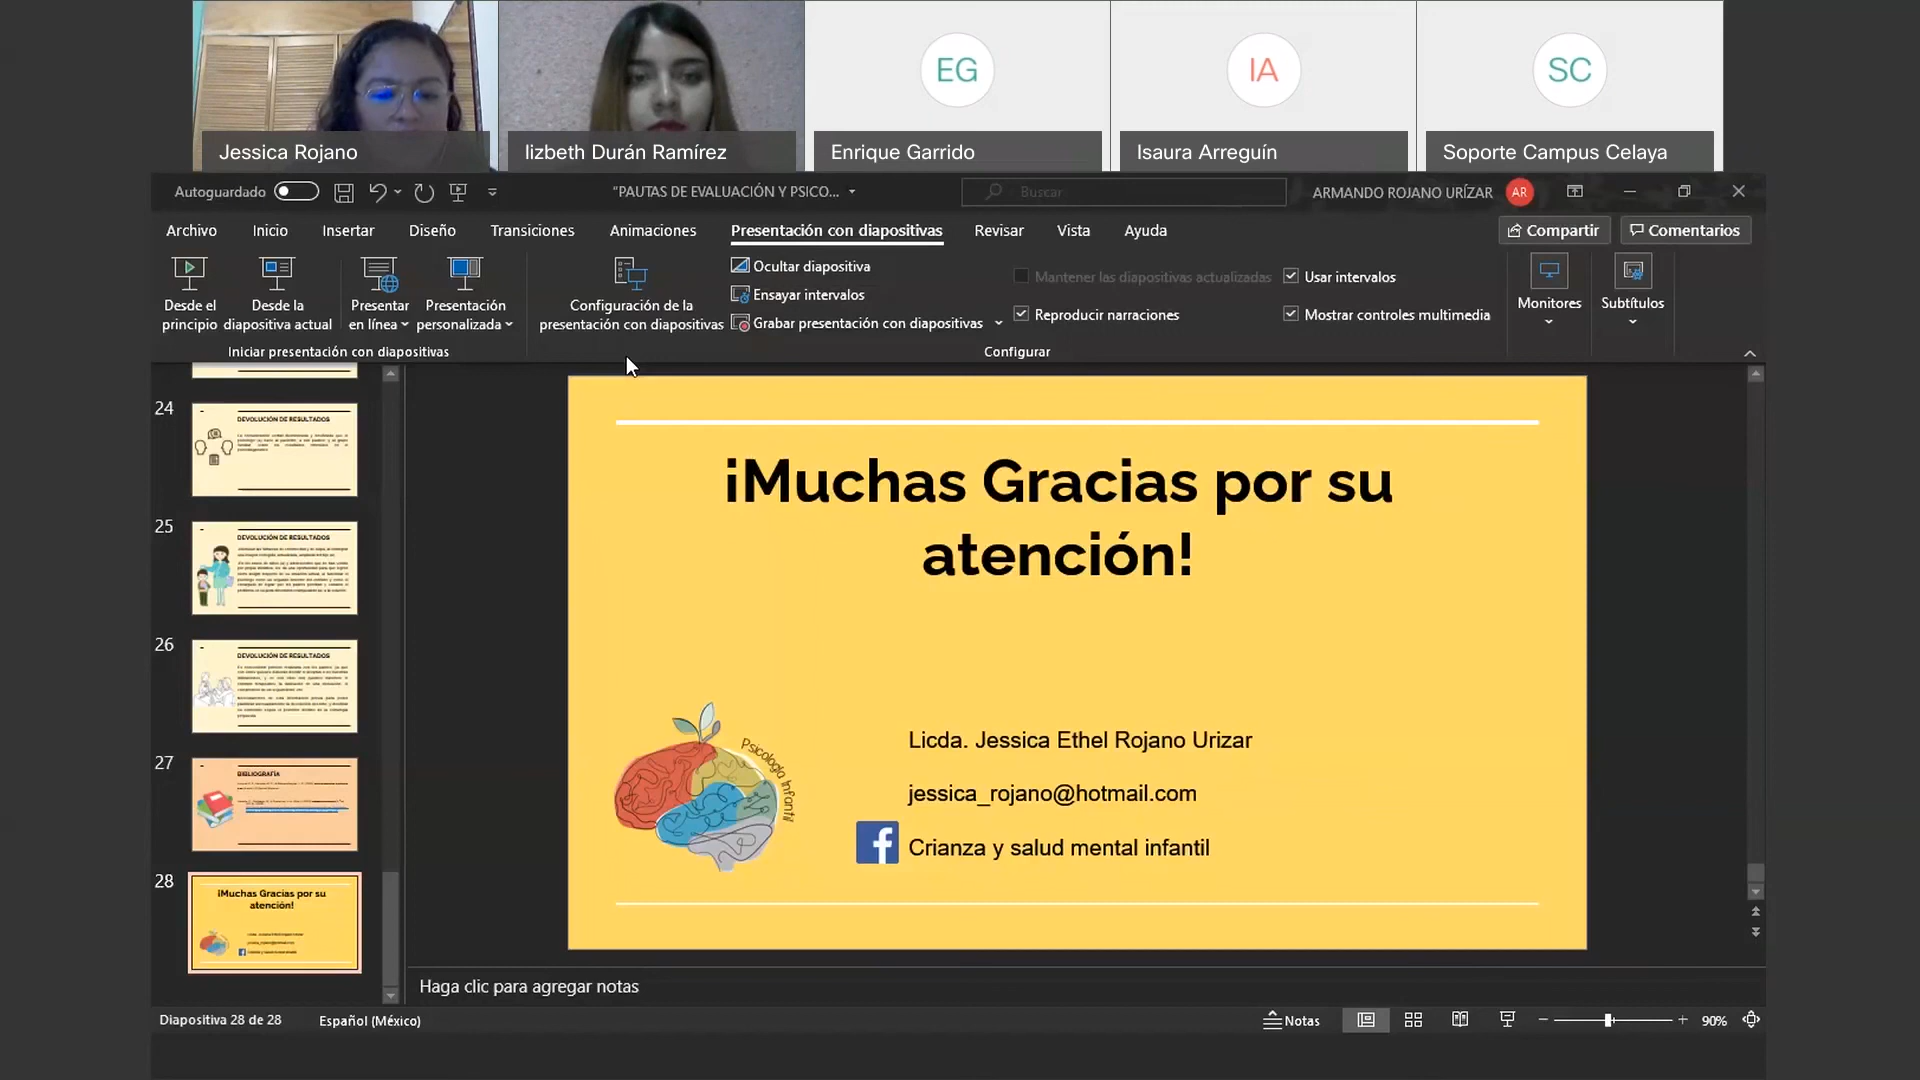 EG
IA
SC
Jessica Rojano
lizbeth Durán Ramírez
Enrique Garrido
Isaura Arreguín
Soporte Campus Celaya
Autoguardado
"PAUTAS DE EVALUACIÓN Y PSICO...
Buscar
ARMANDO ROJANO URÍZAR
AR
Archivo
Inicio
Insertar
Diseño
Transiciones
Animaciones
Presentación con diapositivas
Revisar
Vista
Ayuda
Compartir
Comentarios
Desde el
principio
Desde la
diapositiva actual
Presentar
en línea
Presentación
personalizada
Iniciar presentación con diapositivas
Configuración de la
presentación con diapositivas
Ocultar diapositiva
Ensayar intervalos
Grabar presentación con diapositivas
Mantener las diapositivas actualizadas
Reproducir narraciones
Usar intervalos
Mostrar controles multimedia
Configurar
Monitores
Subtítulos
24
DEVOLUCIÓN DE RESULTADOS
25
DEVOLUCIÓN DE RESULTADOS
26
DEVOLUCIÓN DE RESULTADOS
27
BIBLIOGRAFÍA
28
¡Muchas Gracias por su
atención!
¡Muchas Gracias por su
atención!
Psicología Infantil
Licda. Jessica Ethel Rojano Urizar
jessica_rojano@hotmail.com
f
Crianza y salud mental infantil
Haga clic para agregar notas
Diapositiva 28 de 28
Español (México)
Notas
90%